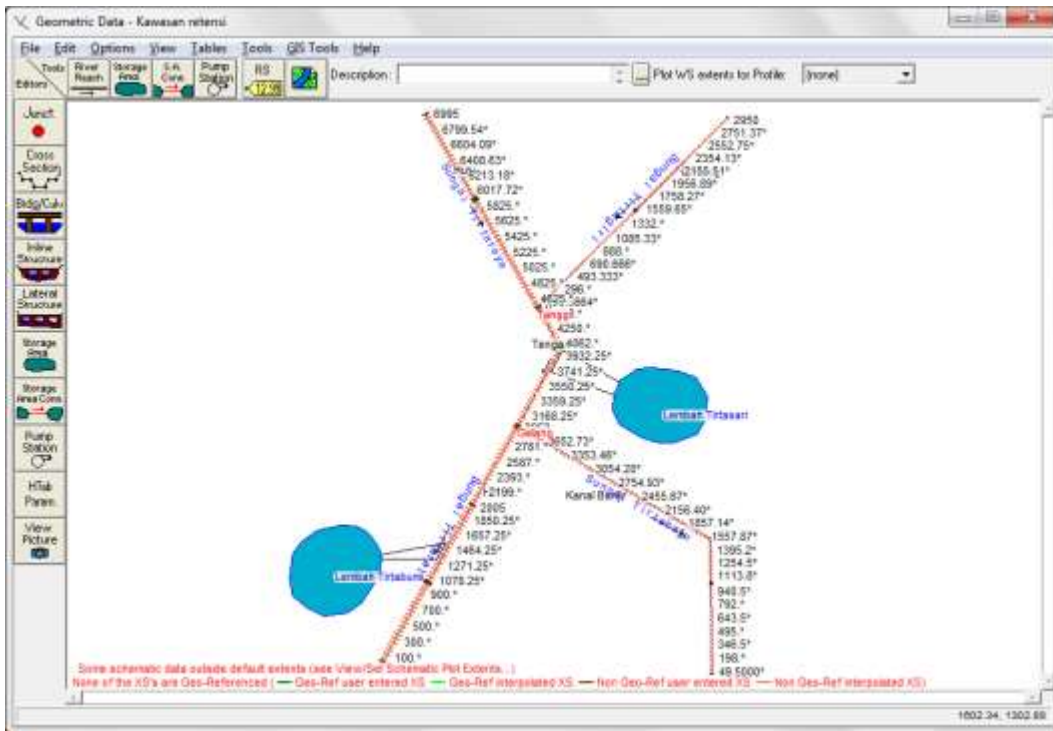 Geometric Data - Kawasan retensi
File Edit Options View Tables Tools GIS Tools Help
Tools
Editors
River Reach
Storage Area
S.A. Conn
Pump Station
RS
Description :
Plot WS extents for Profile:
(none)
Junct.
Cross Section
Brdg/Culv
Inline Structure
Lateral Structure
Storage Area
Storage Area Conn
Pump Station
HTab Param.
View Picture
6995
6799.54*
6604.09*
6408.63*
6213.18*
6017.72*
5825.*
5625.*
5425.*
5225.*
5025.*
4825.*
4625.*
2950
2751.37*
2552.75*
2354.13*
2155.51*
1956.89*
1758.27*
1559.65*
1332.*
1085.33*
888.*
690.666*
493.333*
296.*
Tanggi
4250.*
4062.*
3932.25*
3741.25*
3550.25*
3359.25*
3168.25*
Gelang
2781.*
2587.*
2393.*
2199.*
2005
1850.25*
1657.25*
1464.25*
1271.25*
1078.25*
900.*
700.*
500.*
300.*
100.*
3652.73*
3353.46*
3054.20*
2754.93*
2455.67*
2156.40*
1857.14*
1557.87*
1395.2*
1254.5*
1113.8*
940.5*
792.*
643.5*
495.*
346.5*
198.*
49.5000*
Kanal
Lembah Tirtasari
Lembah Tirtabumi
Some schematic data outside default extents (see View/Set Schematic Plot Extents...)
None of the XS's are Geo-Referenced ( Geo-Ref user entered XS Geo-Ref interpolated XS Non Geo-Ref user entered XS Non Geo-Ref interpolated XS)
1602.34, 1302.88